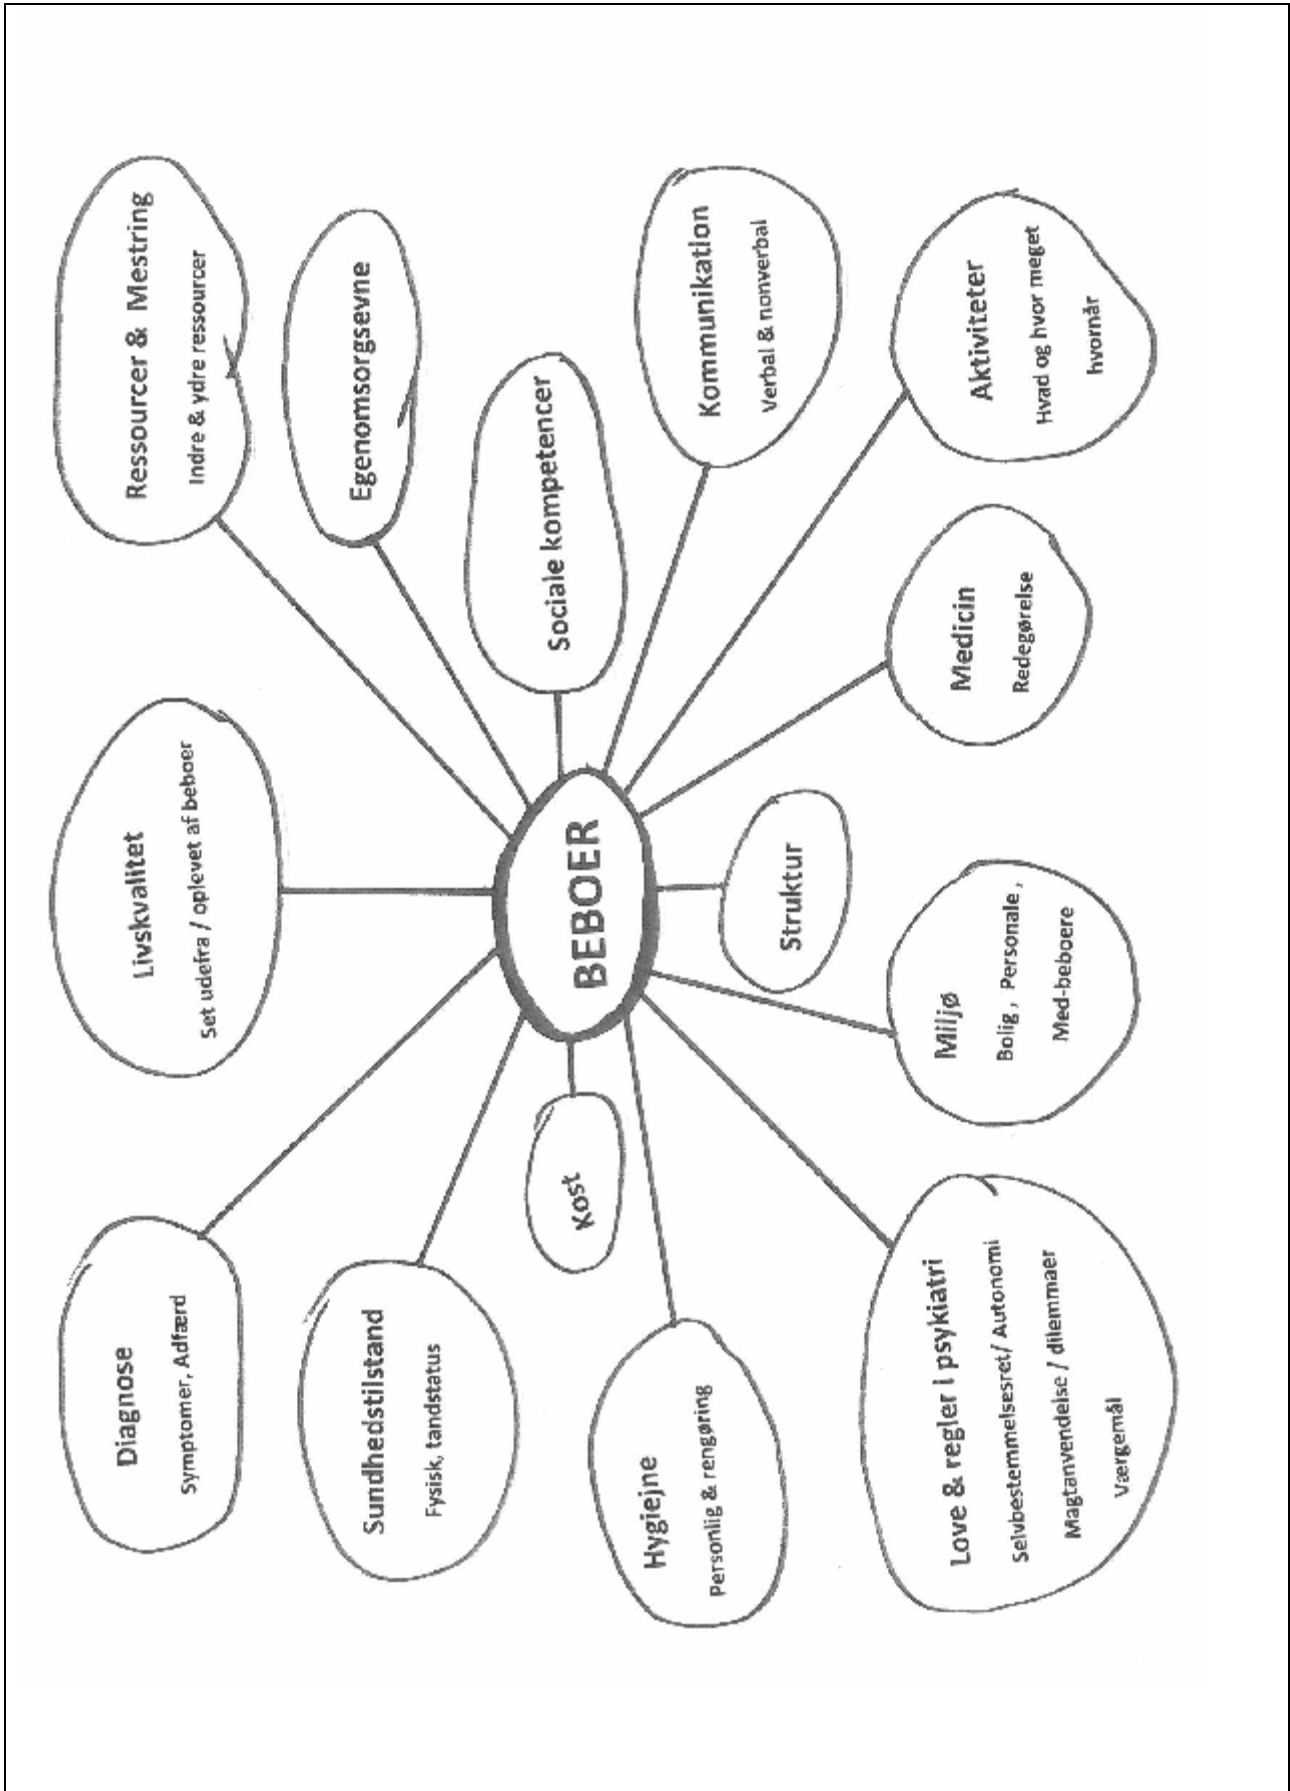 Diagnose
Symptomer, Adfærd
Livskvalitet
Set udefra / oplevet af beboer
Ressourcer & Mestring
Indre & ydre ressourcer
Sundhedstilstand
Fysisk, tandstatus
Egenomsorgsevne
Kost
BEBOER
Sociale kompetencer
Hygiejne
Personlig & rengøring
Kommunikation
Verbal & nonverbal
Struktur
Love & regler i psykiatri
Selvbestemmelsesret/ Autonomi
Magtanvendelse / dilemmaer
Værgemål
Miljø
Bolig , Personale ,
Med-beboere
Medicin
Redegørelse
Aktiviteter
Hvad og hvor meget
hvornår